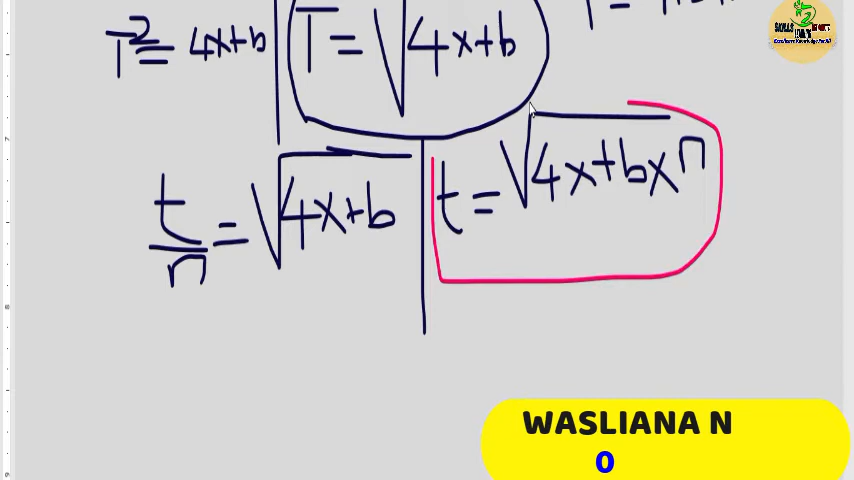 T² = 4x+b
T = √4x+b
t/n = √4x+b
t = √4x+b x n
WASLIANA N
0